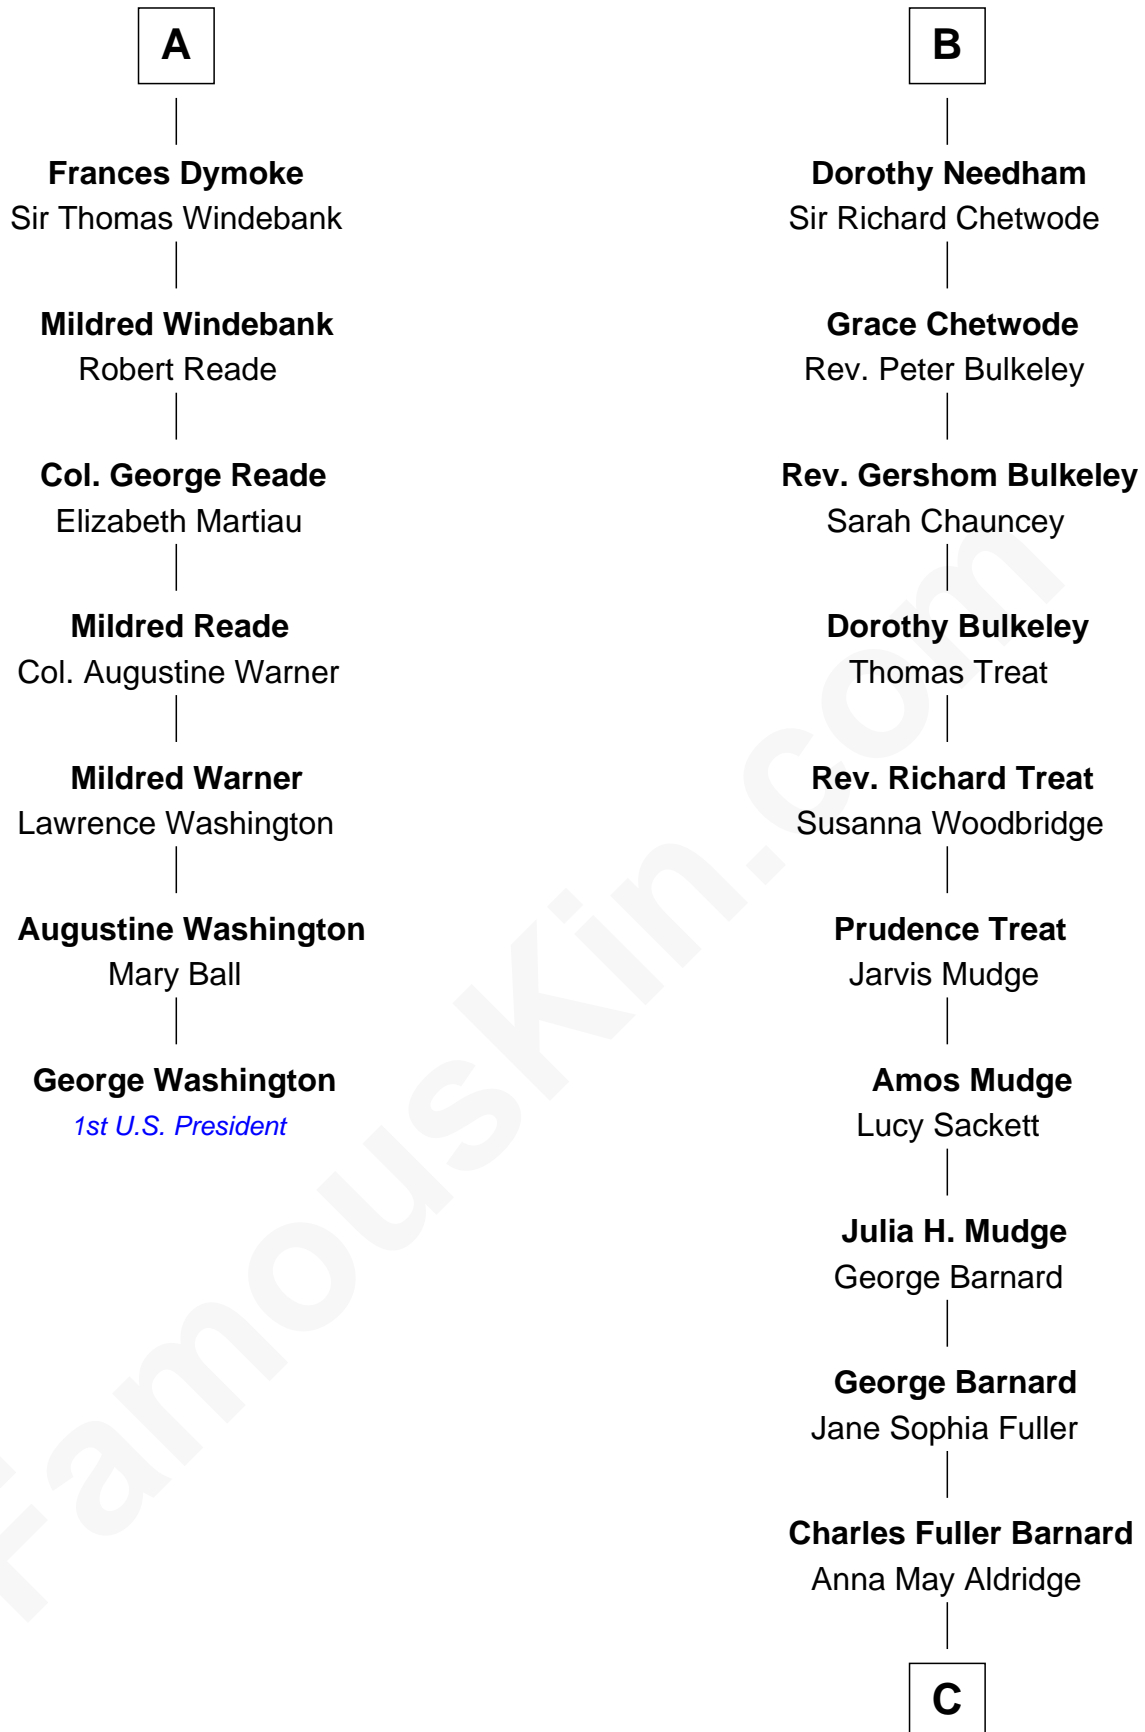 A
Frances Dymoke
Sir Thomas Windebank
Mildred Windebank
Robert Reade
Col. George Reade
Elizabeth Martiau
Mildred Reade
Col. Augustine Warner
Mildred Warner
Lawrence Washington
Augustine Washington
Mary Ball
George Washington
1st U.S. President
B
Dorothy Needham
Sir Richard Chetwode
Grace Chetwode
Rev. Peter Bulkeley
Rev. Gershom Bulkeley
Sarah Chauncey
Dorothy Bulkeley
Thomas Treat
Rev. Richard Treat
Susanna Woodbridge
Prudence Treat
Jarvis Mudge
Amos Mudge
Lucy Sackett
Julia H. Mudge
George Barnard
George Barnard
Jane Sophia Fuller
Charles Fuller Barnard
Anna May Aldridge
C
FamousKin.com